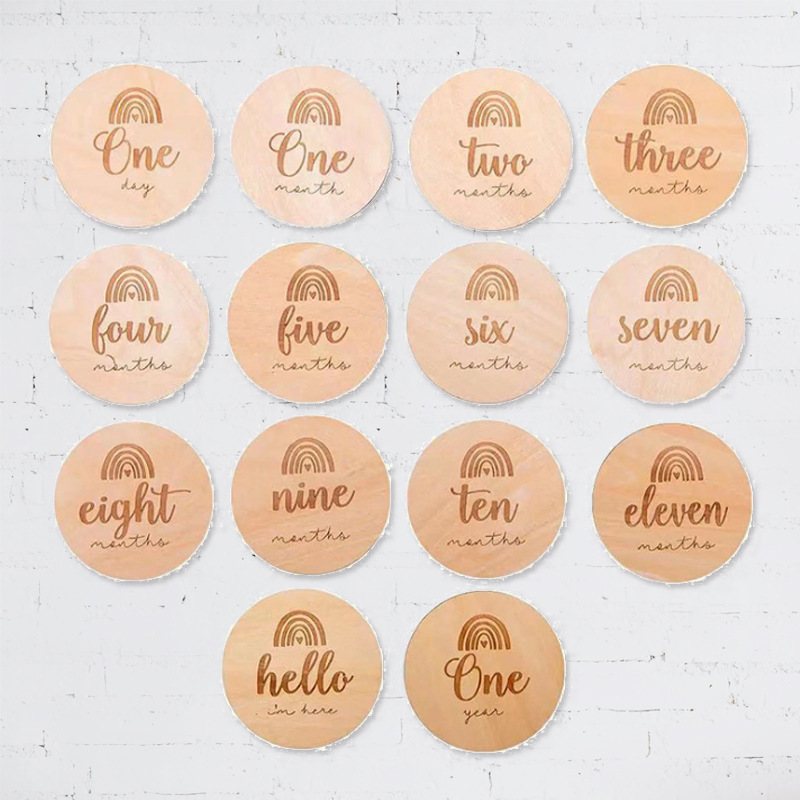 One
day
One
month
two
months
three
months
four
months
five
months
six
months
seven
months
eight
months
nine
months
ten
months
eleven
months
hello
i'm here
One
year